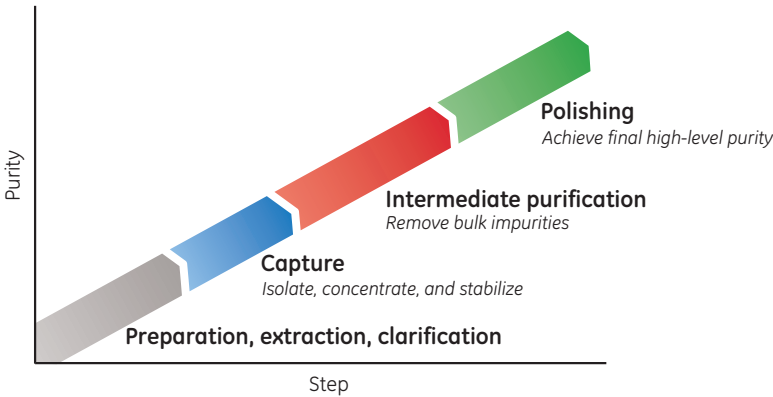 Purity
Polishing
Achieve final high-level purity
Intermediate purification
Remove bulk impurities
Capture
Isolate, concentrate, and stabilize
Preparation, extraction, clarification
Step